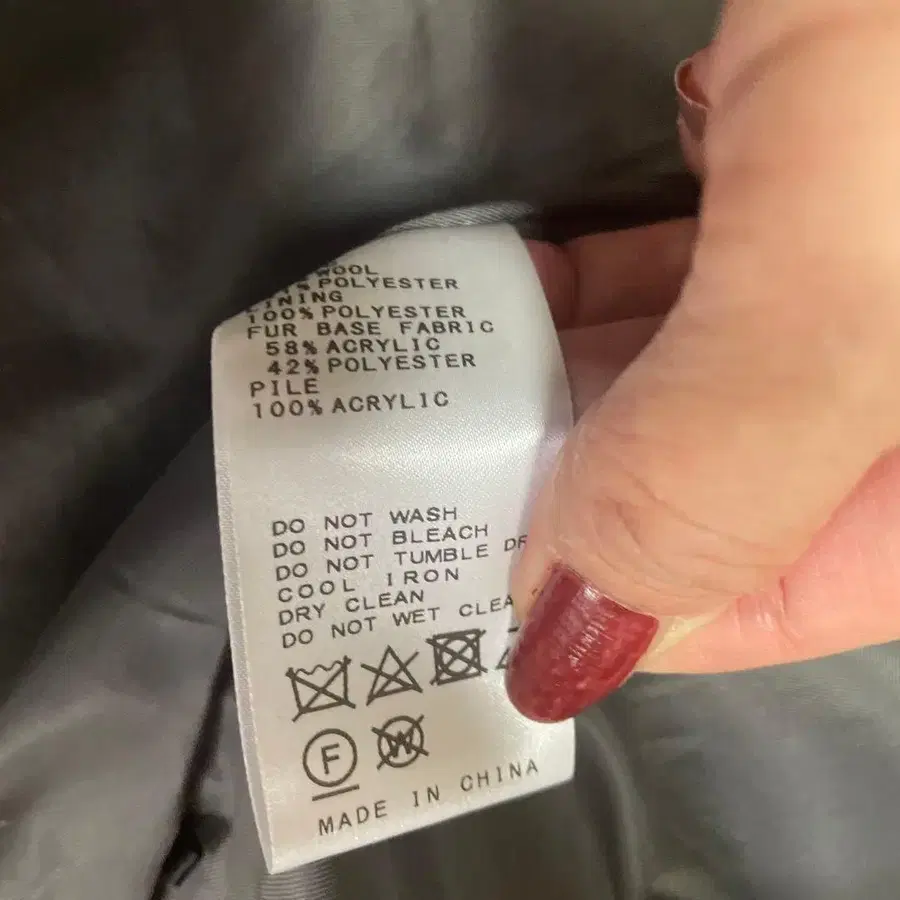 WOOL
% POLYESTER
LINING
100% POLYESTER
FUR BASE FABRIC
58% ACRYLIC
42% POLYESTER
PILE
100% ACRYLIC
DO NOT WASH
DO NOT BLEACH
DO NOT TUMBLE
COOL IRON
DRY CLEAN
DO NOT WET
F W
MADE IN CHINA